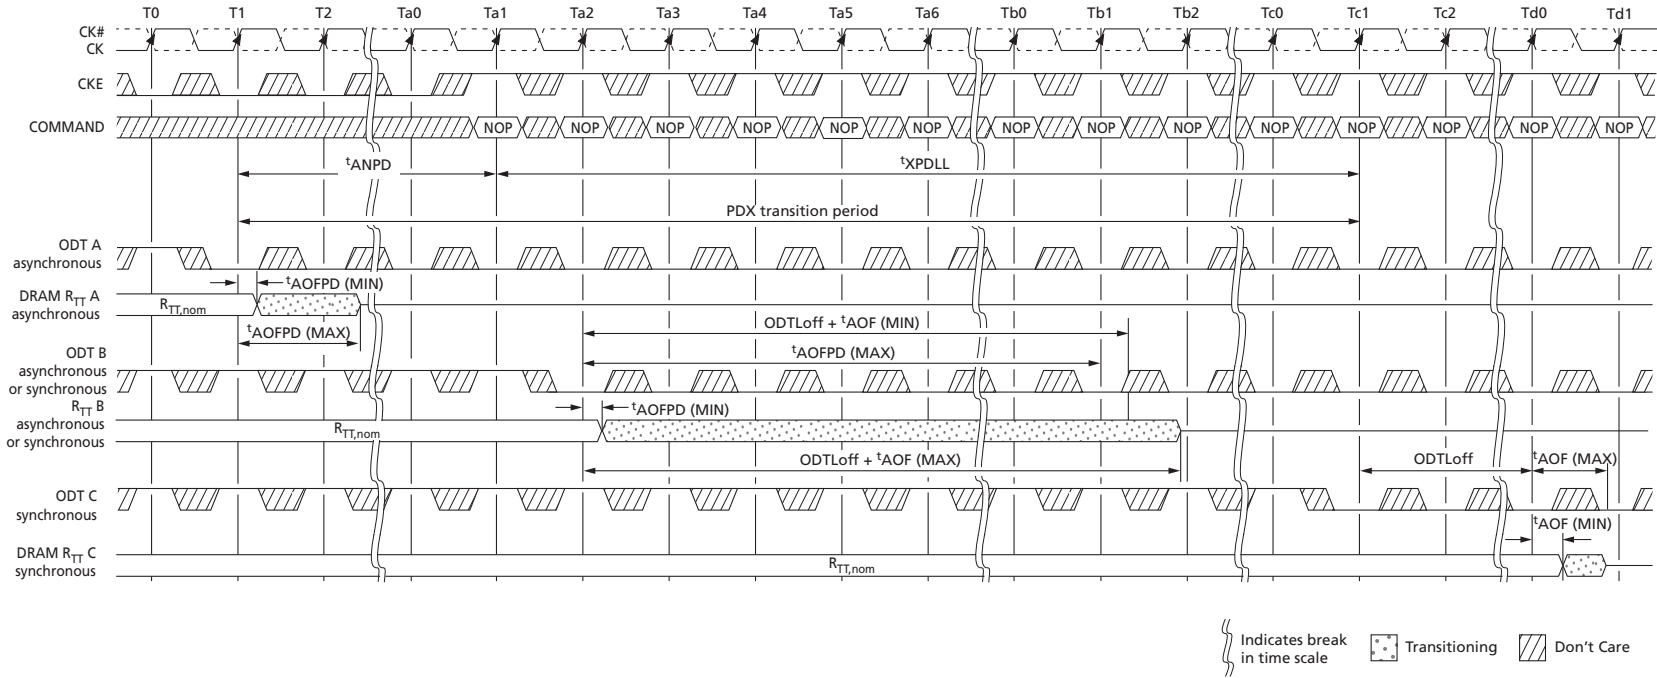 T0 T1 T2 Ta0 Ta1 Ta2 Ta3 Ta4 Ta5 Ta6 Tb0 Tb1 Tb2 Tc0 Tc1 Tc2 Td0 Td1
CK#
CK
CKE
COMMAND NOP NOP NOP NOP NOP NOP NOP NOP NOP NOP NOP NOP NOP NOP
tANPD tXPDLL
PDX transition period
ODT A
asynchronous
tAOFPD (MIN)
DRAM RTT A
asynchronous
RTT,nom
tAOFPD (MAX)
ODTLoff + tAOF (MIN)
tAOFPD (MAX)
ODT B
asynchronous
or synchronous
RTT B
asynchronous
or synchronous
tAOFPD (MIN)
RTT,nom
ODTLoff + tAOF (MAX)
ODTLoff tAOF (MAX)
ODT C
synchronous
tAOF (MIN)
DRAM RTT C
synchronous
RTT,nom
Indicates break
in time scale
Transitioning
Don't Care